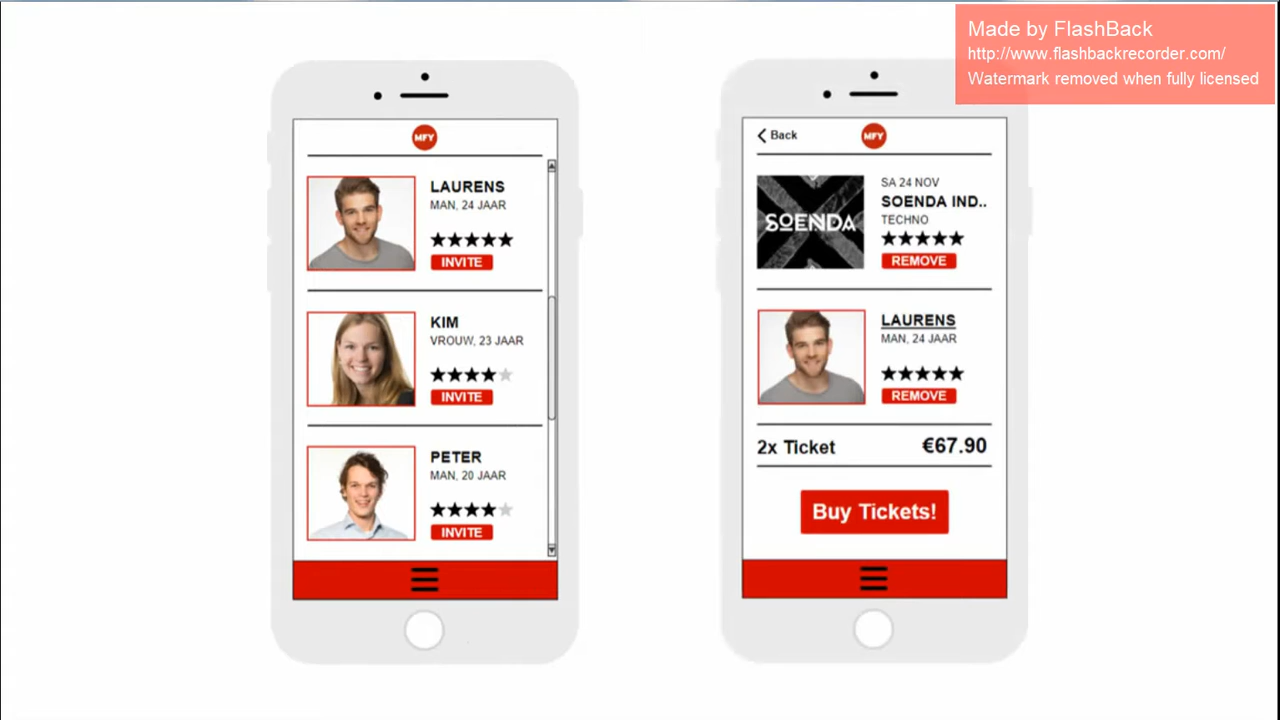 Made by FlashBack
http://www.flashbackrecorder.com/
Watermark removed when fully licensed
MFY
LAURENS
MAN, 24 JAAR
INVITE
KIM
VROUW, 23 JAAR
INVITE
PETER
MAN, 20 JAAR
INVITE
Back
MFY
SOENDA
SA 24 NOV
SOENDA IND..
TECHNO
REMOVE
LAURENS
MAN, 24 JAAR
REMOVE
2x Ticket €67.90
Buy Tickets!